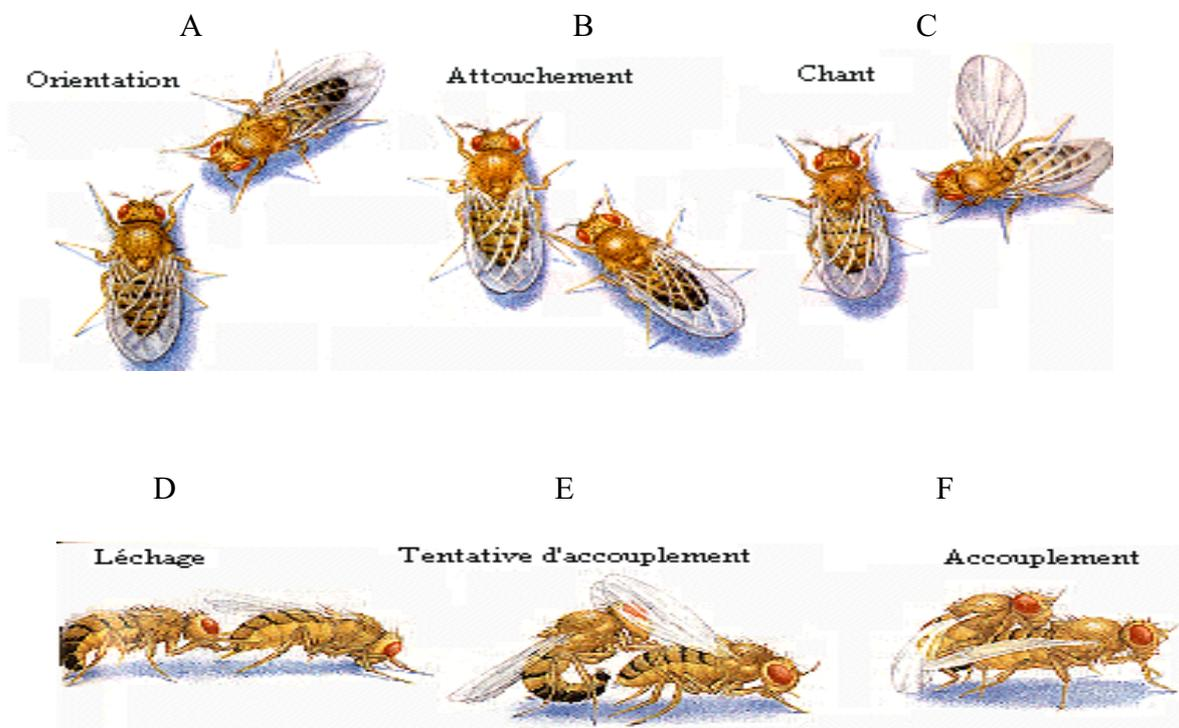 A B C
Orientation Attouchement Chant
D E F
Léchage Tentative d'accouplement Accouplement